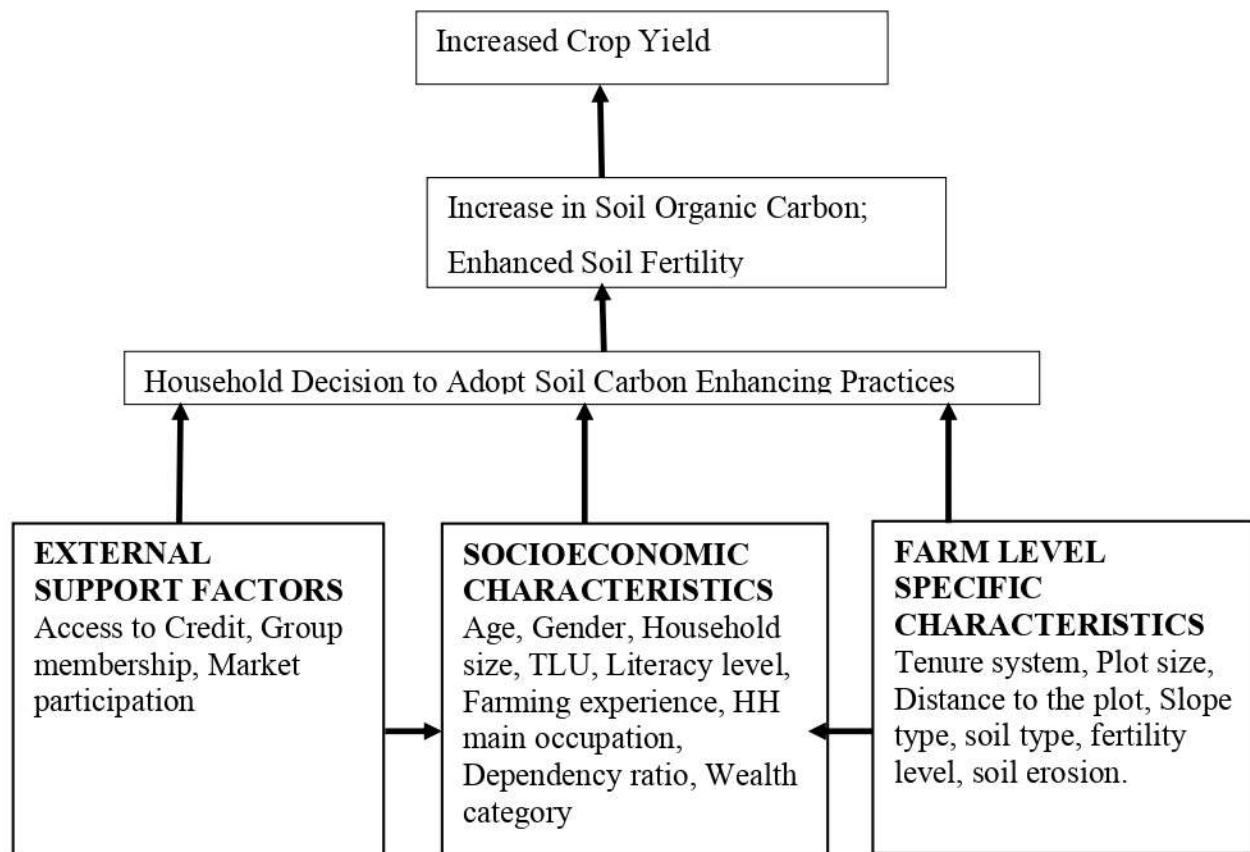 Increased Crop Yield
Increase in Soil Organic Carbon;
Enhanced Soil Fertility
Household Decision to Adopt Soil Carbon Enhancing Practices
EXTERNAL
SUPPORT FACTORS
Access to Credit, Group
membership, Market
participation
SOCIOECONOMIC
CHARACTERISTICS
Age, Gender, Household
size, TLU, Literacy level,
Farming experience, HH
main occupation,
Dependency ratio, Wealth
category
FARM LEVEL
SPECIFIC
CHARACTERISTICS
Tenure system, Plot size,
Distance to the plot, Slope
type, soil type, fertility
level, soil erosion.